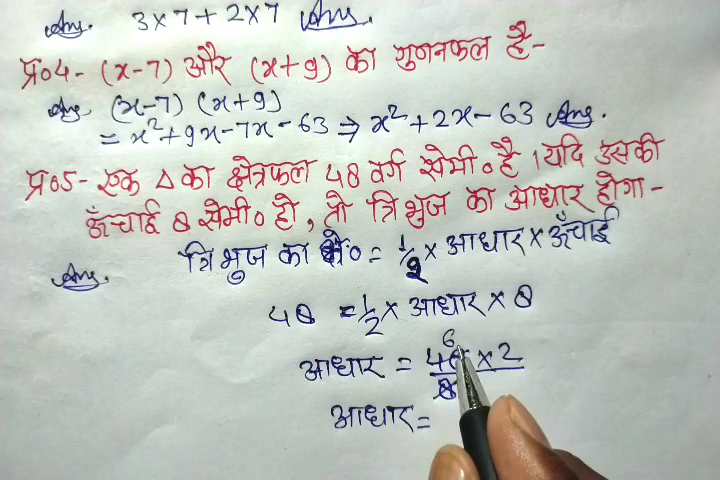 Ans. 3×7+2×7 Ans.
प्र०4- (x-7) और (x+9) का गुणनफल है-
Ans. (x-7) (x+9)
= x²+9x-7x-63 ⇒ x²+2x-63 Ans.
प्र०5- एक Δ का क्षेत्रफल 48 वर्ग सेमी० है। यदि उसकी
ऊँचाई 8 सेमी० हो, तो त्रिभुज का आधार होगा-
Ans. त्रिभुज का क्षे० = 1/2 × आधार × ऊँचाई
48 = 1/2 × आधार × 8
6
आधार = 48 × 2
8
आधार =